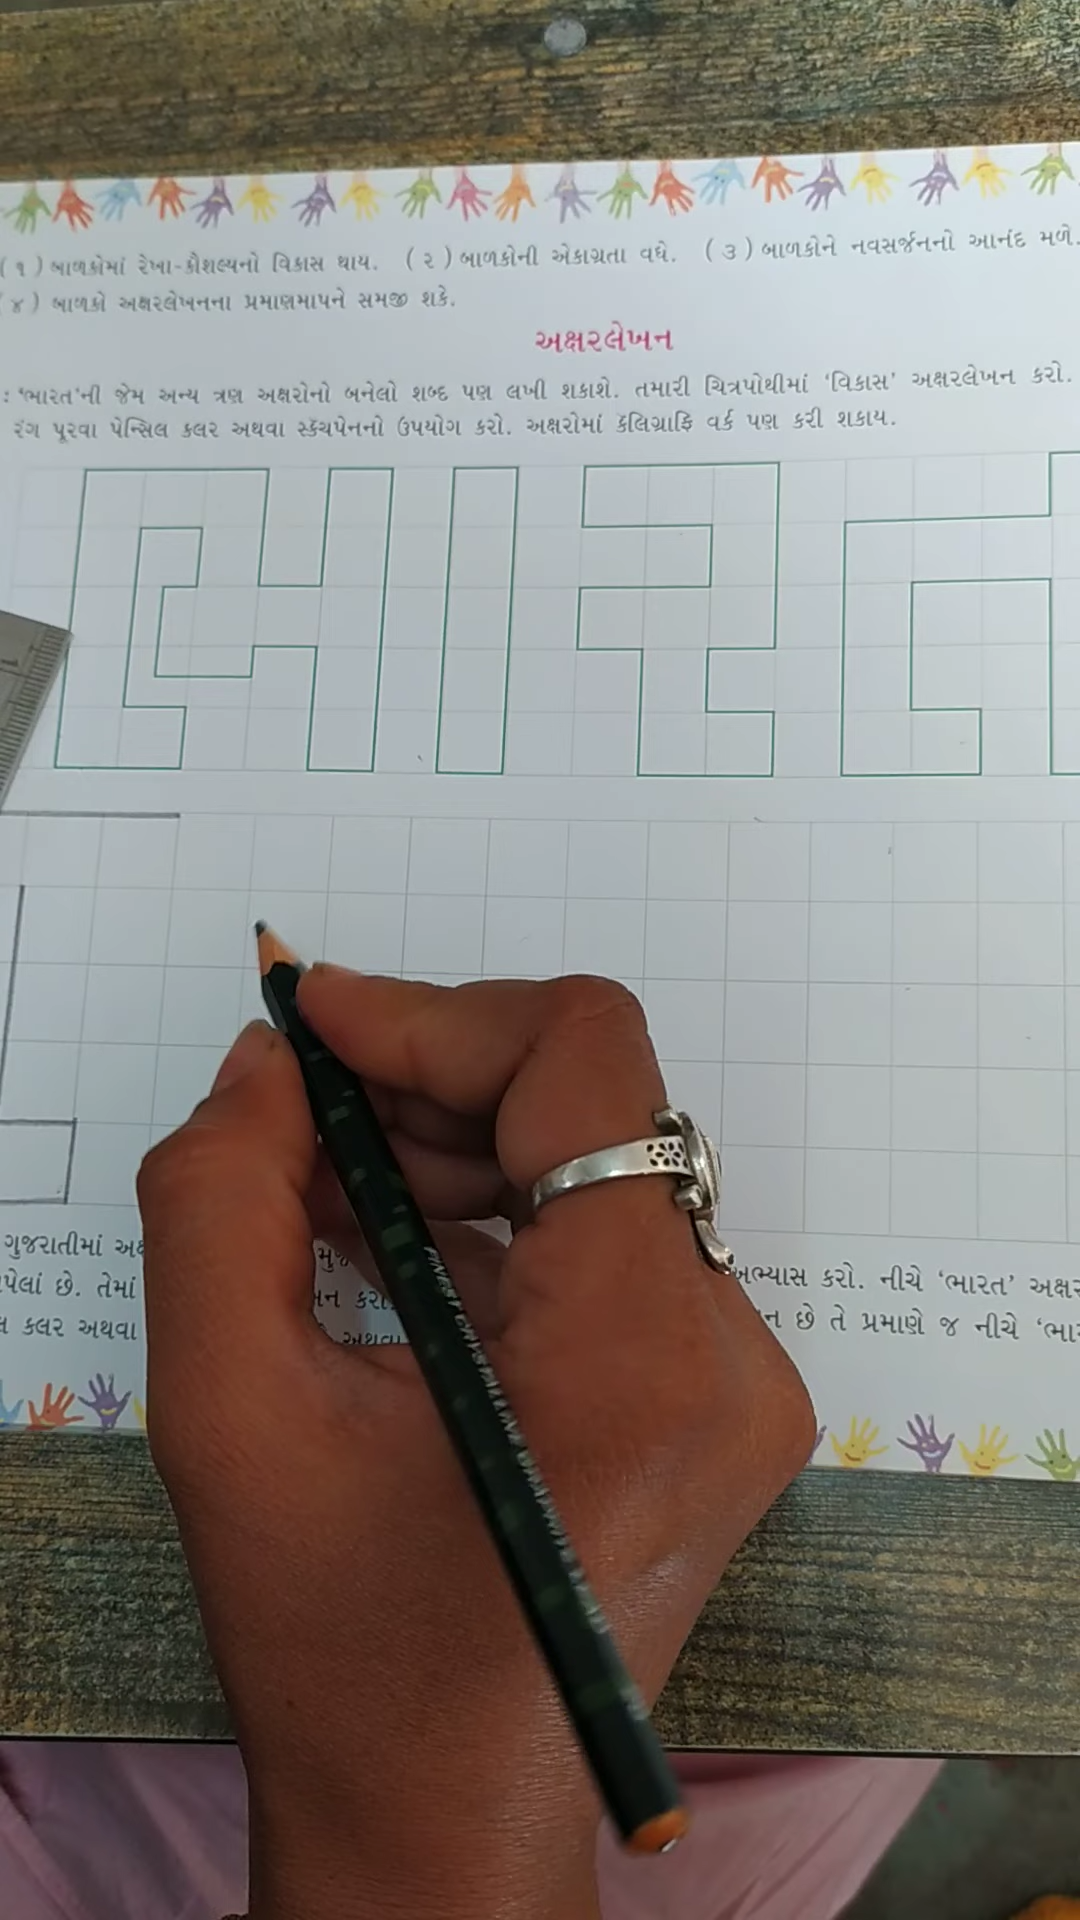 (૧) બાળકોમાં રેખા-કૌશલ્યનો વિકાસ થાય. (૨) બાળકોની એકાગ્રતા વધે. (૩) બાળકોને નવસર્જનનો આનંદ મળે.
૪) બાળકો અક્ષરલેખનના પ્રમાણમાપને સમજી શકે.
અક્ષરલેખન
: 'ભારત'ની જેમ અન્ય ત્રણ અક્ષરોનો બનેલો શબ્દ પણ લખી શકાશે. તમારી ચિત્રપોથીમાં 'વિકાસ' અક્ષરલેખન કરો.
રંગ પૂરવા પેન્સિલ કલર અથવા સ્કૅચપેનનો ઉપયોગ કરો. અક્ષરોમાં કૅલિગ્રાફિ વર્ક પણ કરી શકાય.
ભારત
ગુજરાતીમાં અભ્યાસ કરો. નીચે 'ભારત'
છે. તેમાં ન છે તે પ્રમાણે જ નીચે
કલર અથવા અથવા